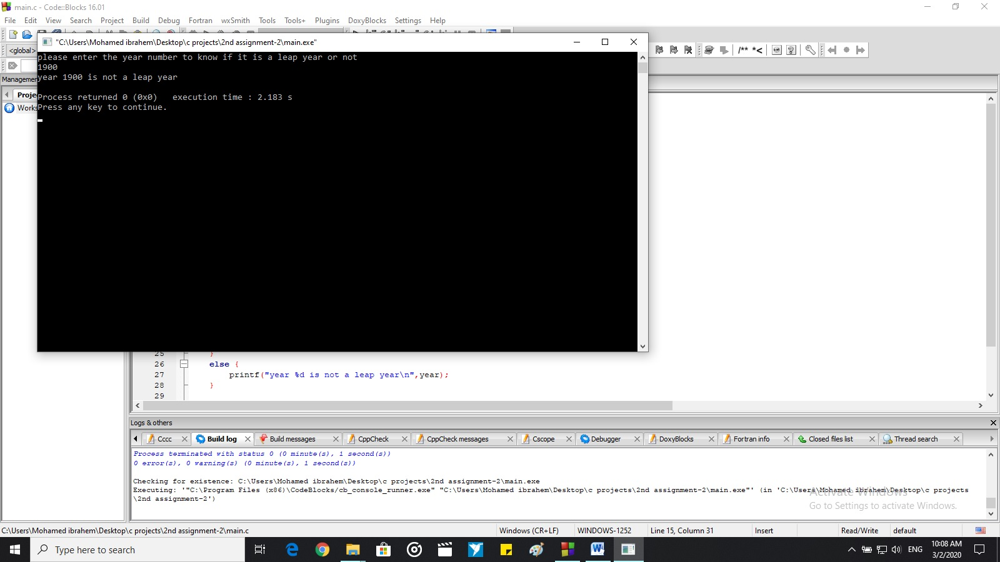 main.c - Code::Blocks 16.01
File Edit View Search Project Build Debug Fortran wxSmith Tools Tools+ Plugins DoxyBlocks Settings Help
"C:\Users\Mohamed ibrahem\Desktop\c projects\2nd assignment-2\main.exe"
<global>
/** *<
please enter the year number to know if it is a leap year or not
1900
year 1900 is not a leap year
Process returned 0 (0x0)   execution time : 2.183 s
Press any key to continue.
Management
Proje
Works
25 }
26 else {
27 printf("year %d is not a leap year\n",year);
28 }
29
Logs & others
Cccc Build log Build messages CppCheck CppCheck messages Cscope Debugger DoxyBlocks Fortran info Closed files list Thread search
Process terminated with status 0 (0 minute(s), 1 second(s))
0 error(s), 0 warning(s) (0 minute(s), 1 second(s))
Checking for existence: C:\Users\Mohamed ibrahem\Desktop\c projects\2nd assignment-2\main.exe
Executing: '"C:\Program Files (x86)\CodeBlocks/cb_console_runner.exe" "C:\Users\Mohamed ibrahem\Desktop\c projects\2nd assignment-2\main.exe"' (in 'C:\Users\Mohamed ibrahem\Desktop\c projects
\2nd assignment-2')
Activate Windows
Go to Settings to activate Windows.
C:\Users\Mohamed ibrahem\Desktop\c projects\2nd assignment-2\main.c Windows (CR+LF) WINDOWS-1252 Line 15, Column 31 Insert Read/Write default
Type here to search
ENG
10:08 AM
3/2/2020